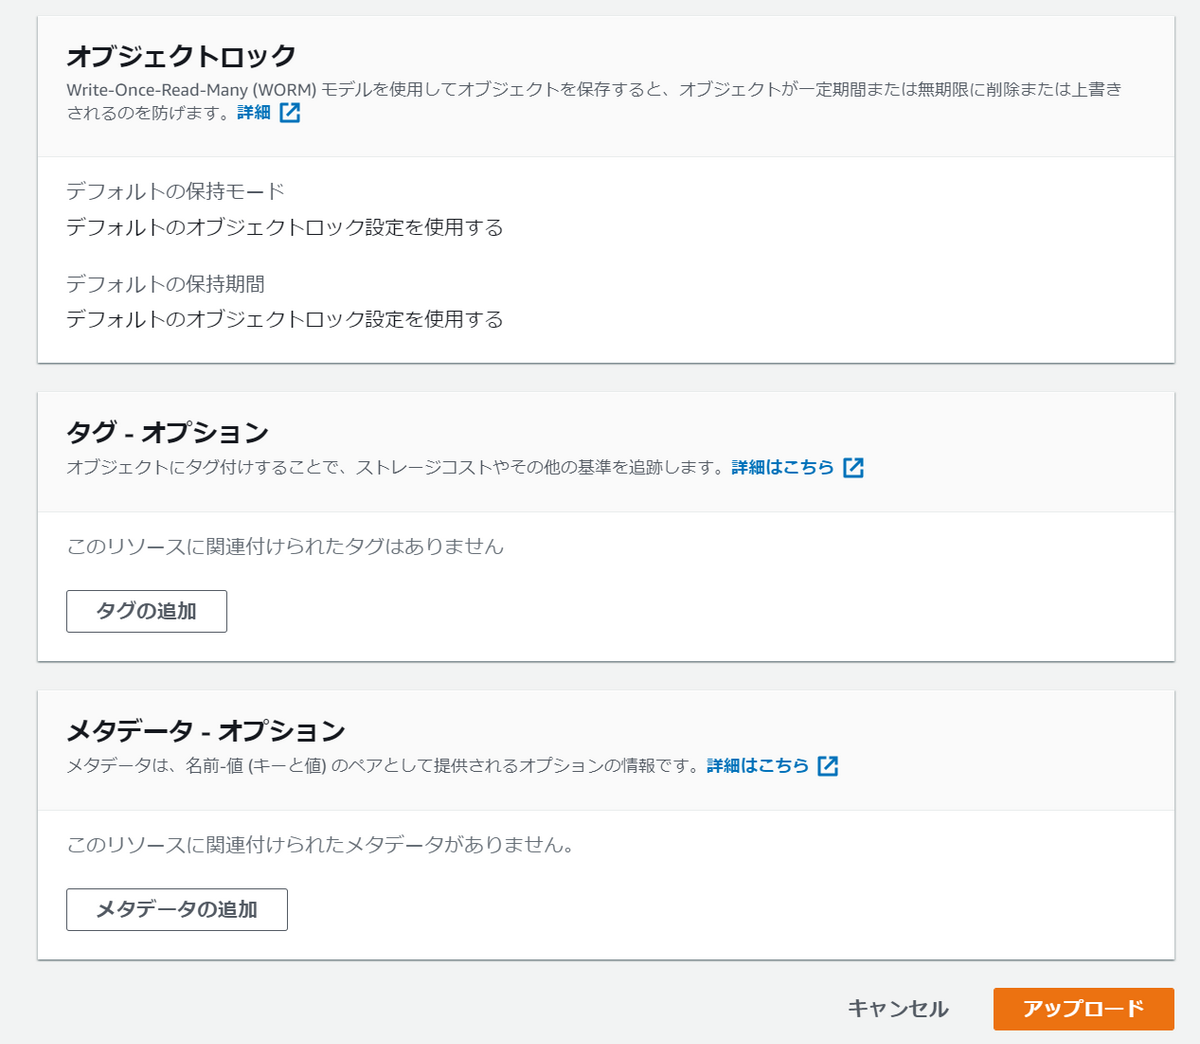 オブジェクトロック
Write-Once-Read-Many (WORM) モデルを使用してオブジェクトを保存すると、オブジェクトが一定期間または無期限に削除または上書き
されるのを防げます。詳細
デフォルトの保持モード
デフォルトのオブジェクトロック設定を使用する
デフォルトの保持期間
デフォルトのオブジェクトロック設定を使用する
タグ - オプション
オブジェクトにタグ付けすることで、ストレージコストやその他の基準を追跡します。詳細はこちら
このリソースに関連付けられたタグはありません
タグの追加
メタデータ - オプション
メタデータは、名前-値 (キーと値) のペアとして提供されるオプションの情報です。詳細はこちら
このリソースに関連付けられたメタデータがありません。
メタデータの追加
キャンセル
アップロード